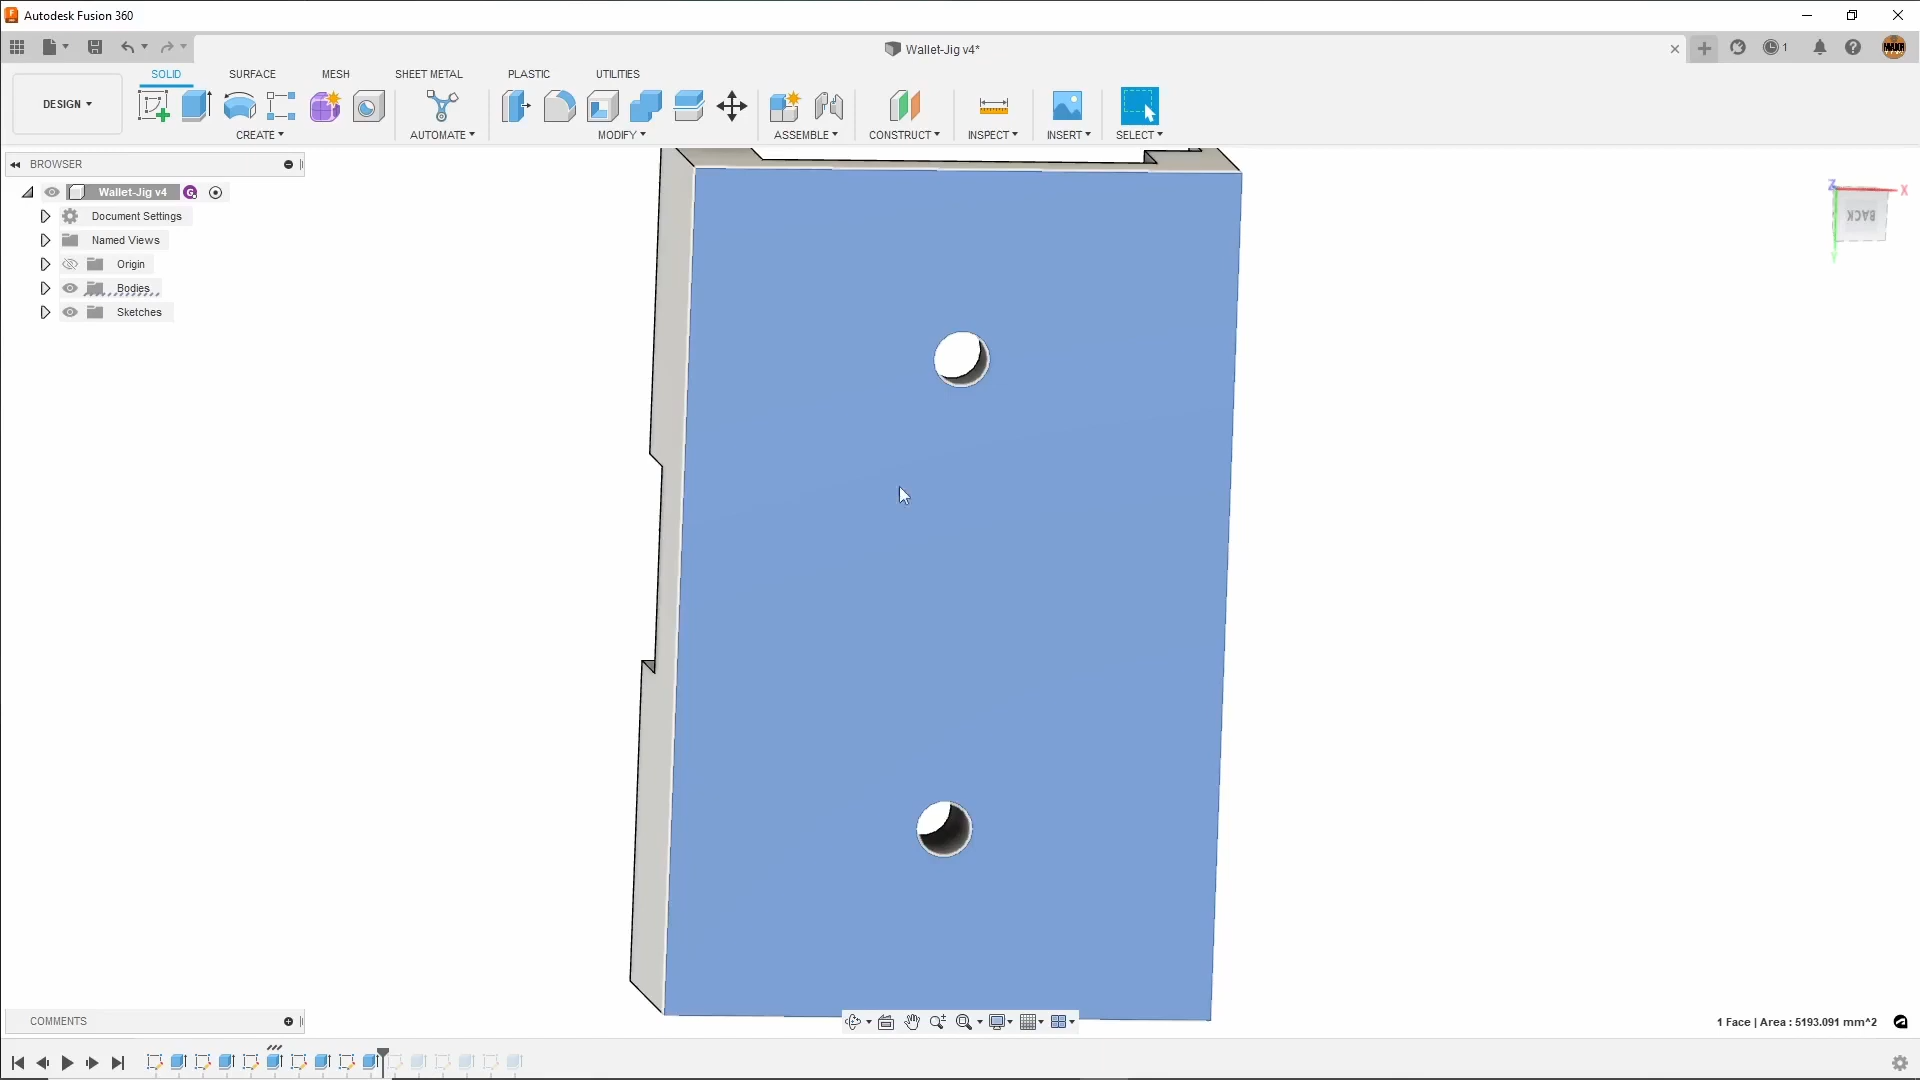 Autodesk Fusion 360
Wallet-Jig v4*
1
SOLID
SURFACE
MESH
SHEET METAL
PLASTIC
UTILITIES
DESIGN
CREATE
AUTOMATE
MODIFY
ASSEMBLE
CONSTRUCT
INSPECT
INSERT
SELECT
BROWSER
Wallet-Jig v4
G
Document Settings
Named Views
Origin
Bodies
Sketches
Z
X
BACK
Y
COMMENTS
1 Face | Area : 5193.091 mm^2